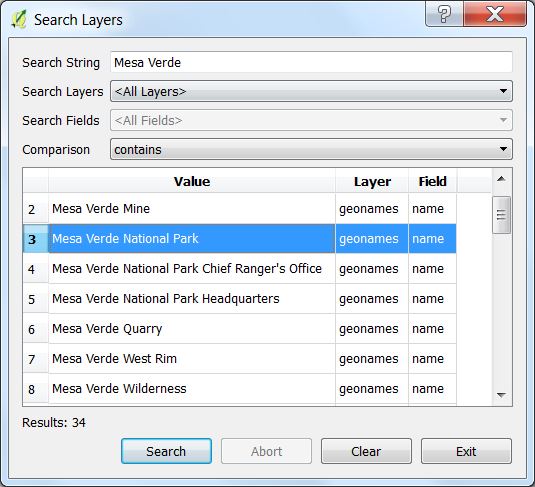 Search Layers
Search String Mesa Verde
Search Layers <All Layers>
Search Fields <All Fields>
Comparison contains
Value Layer Field
2 Mesa Verde Mine geonames name
3 Mesa Verde National Park geonames name
4 Mesa Verde National Park Chief Ranger's Office geonames name
5 Mesa Verde National Park Headquarters geonames name
6 Mesa Verde Quarry geonames name
7 Mesa Verde West Rim geonames name
8 Mesa Verde Wilderness geonames name
Results: 34
Search Abort Clear Exit